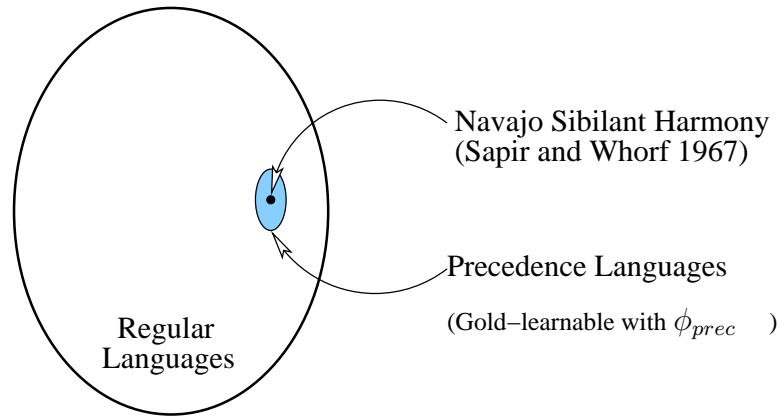 Navajo Sibilant Harmony
(Sapir and Whorf 1967)
Precedence Languages
(Gold−learnable with ϕprec )
Regular
Languages